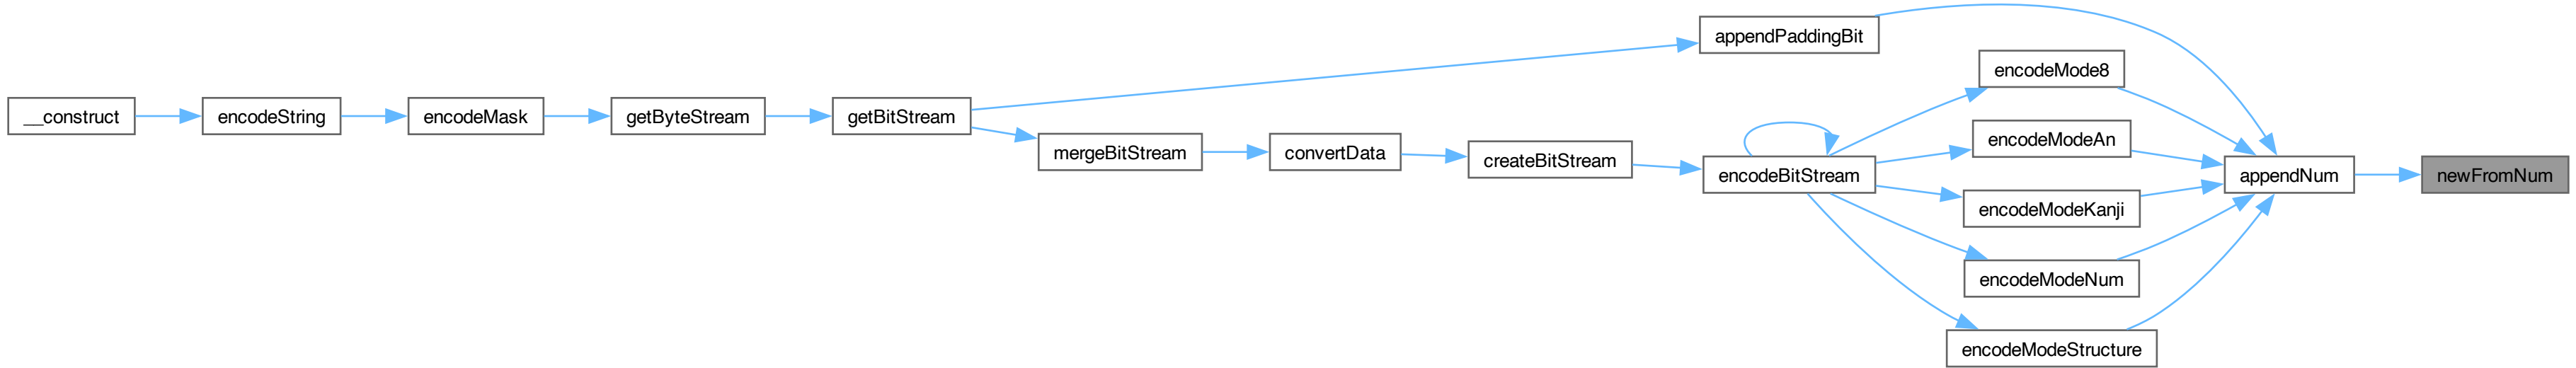 __construct
encodeString
encodeMask
getByteStream
getBitStream
appendPaddingBit
mergeBitStream
convertData
createBitStream
encodeBitStream
encodeMode8
encodeModeAn
encodeModeKanji
encodeModeNum
encodeModeStructure
appendNum
newFromNum